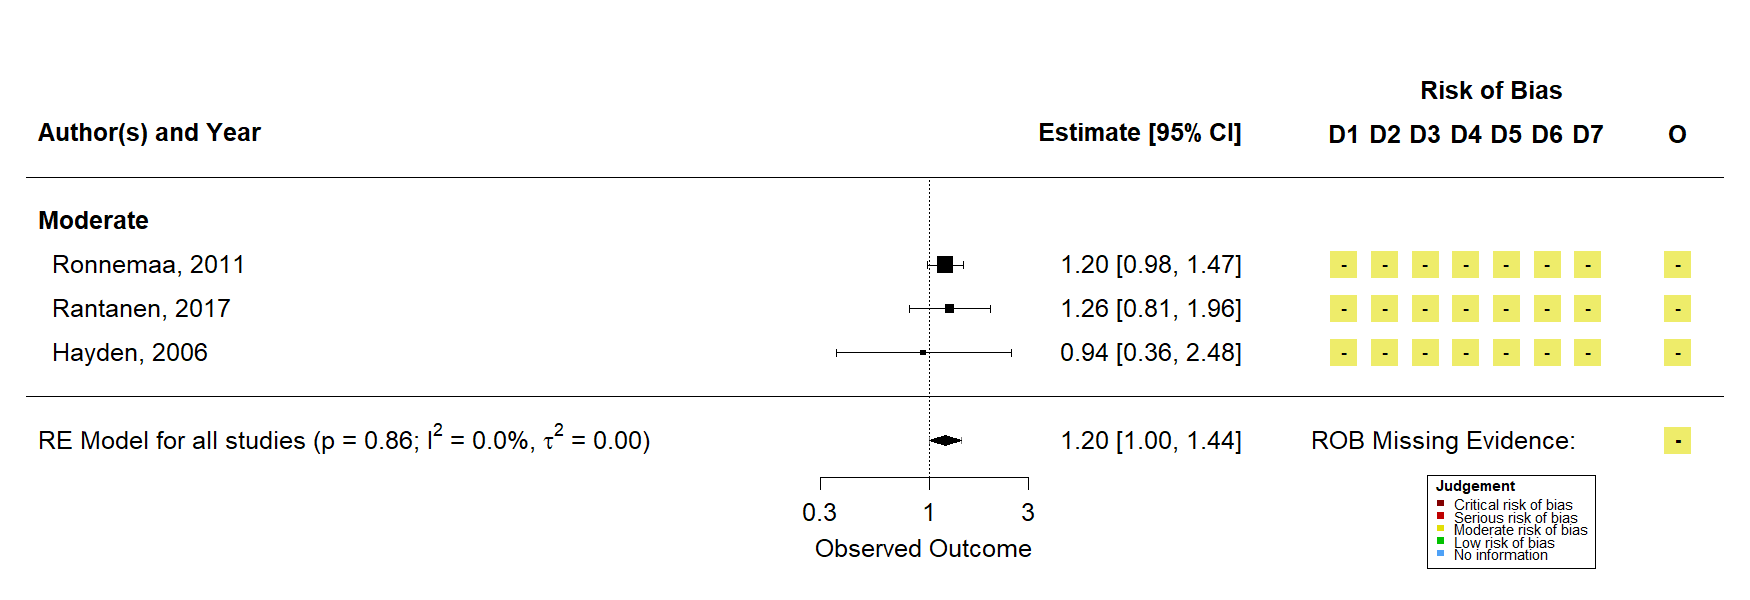 Risk of Bias
Author(s) and Year Estimate [95% CI] D1 D2 D3 D4 D5 D6 D7 O
Moderate
Ronnemaa, 2011 1.20 [0.98, 1.47] - - - - - - - -
Rantanen, 2017 1.26 [0.81, 1.96] - - - - - - - -
Hayden, 2006 0.94 [0.36, 2.48] - - - - - - - -
RE Model for all studies (p = 0.86; I² = 0.0%, τ² = 0.00) 1.20 [1.00, 1.44] ROB Missing Evidence: -
0.3 1 3
Observed Outcome
Judgement
Critical risk of bias
Serious risk of bias
Moderate risk of bias
Low risk of bias
No information